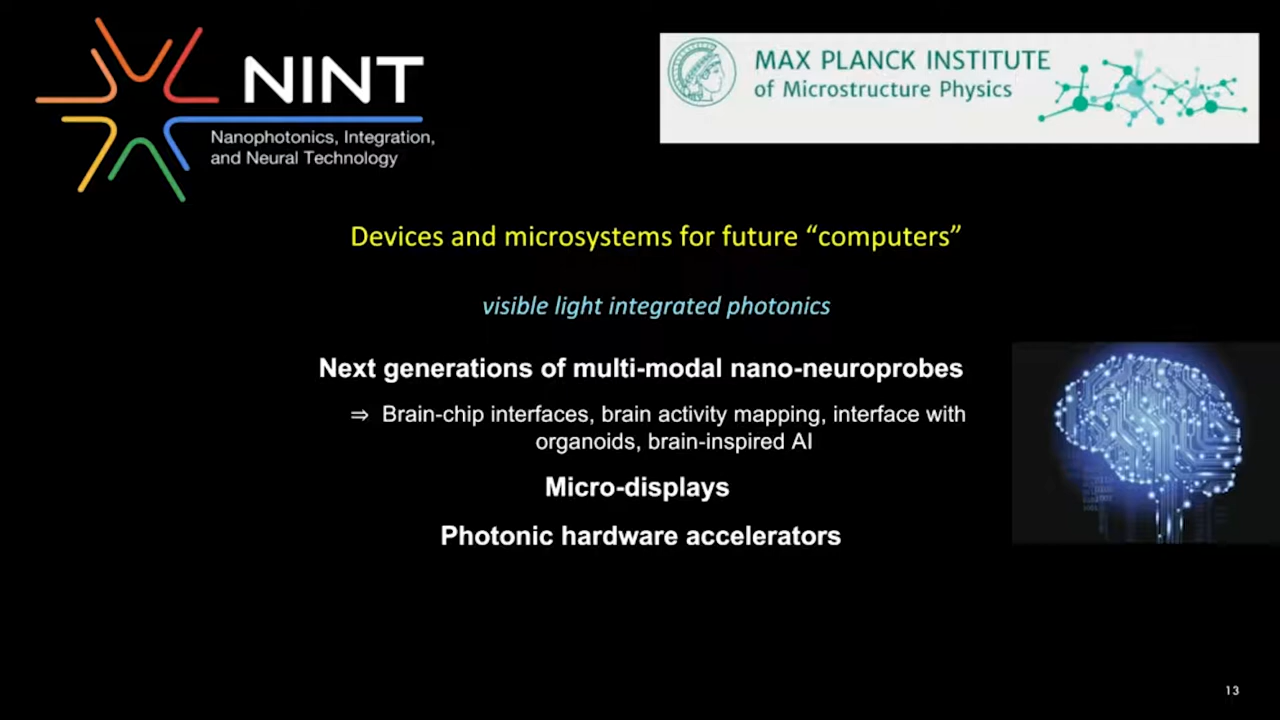 NINT
Nanophotonics, Integration,
and Neural Technology
MAX PLANCK INSTITUTE
of Microstructure Physics
Devices and microsystems for future “computers”
visible light integrated photonics
Next generations of multi-modal nano-neuroprobes
⇒ Brain-chip interfaces, brain activity mapping, interface with
organoids, brain-inspired AI
Micro-displays
Photonic hardware accelerators
13